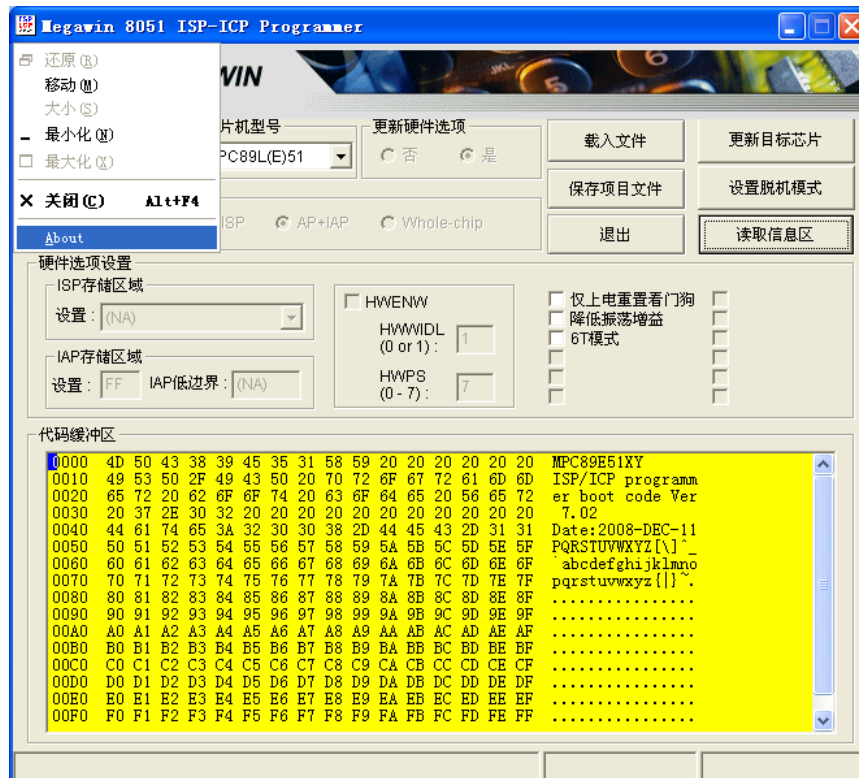 Megawin 8051 ISP-ICP Programmer
还原(R)
移动(M)
大小(S)
最小化(N)
最大化(X)
关闭(C) Alt+F4
About
WIN
片机型号
PC89L(E)51
更新硬件选项
否 是
载入文件
更新目标芯片
保存项目文件
设置脱机模式
退出
读取信息区
ISP AP+IAP Whole-chip
硬件选项设置
ISP存储区域
设置: (NA)
IAP存储区域
设置: FF IAP低边界: (NA)
HWENW
HWWIDL
(0 or 1) : 1
HWPS
(0 - 7) : 7
仅上电重置看门狗
降低振荡增益
6T模式
代码缓冲区
0000 4D 50 43 38 39 45 35 31 58 59 20 20 20 20 20 20 MPC89E51XY
0010 49 53 50 2F 49 43 50 20 70 72 6F 67 72 61 6D 6D ISP/ICP programm
0020 65 72 20 62 6F 6F 74 20 63 6F 64 65 20 56 65 72 er boot code Ver
0030 20 37 2E 30 32 20 20 20 20 20 20 20 20 20 20 20 7.02
0040 44 61 74 65 3A 32 30 30 38 2D 44 45 43 2D 31 31 Date:2008-DEC-11
0050 50 51 52 53 54 55 56 57 58 59 5A 5B 5C 5D 5E 5F PQRSTUVWXYZ[\]^_
0060 60 61 62 63 64 65 66 67 68 69 6A 6B 6C 6D 6E 6F `abcdefghijklmno
0070 70 71 72 73 74 75 76 77 78 79 7A 7B 7C 7D 7E 7F pqrstuvwxyz{|}~.
0080 80 81 82 83 84 85 86 87 88 89 8A 8B 8C 8D 8E 8F ................
0090 90 91 92 93 94 95 96 97 98 99 9A 9B 9C 9D 9E 9F ................
00A0 A0 A1 A2 A3 A4 A5 A6 A7 A8 A9 AA AB AC AD AE AF ................
00B0 B0 B1 B2 B3 B4 B5 B6 B7 B8 B9 BA BB BC BD BE BF ................
00C0 C0 C1 C2 C3 C4 C5 C6 C7 C8 C9 CA CB CC CD CE CF ................
00D0 D0 D1 D2 D3 D4 D5 D6 D7 D8 D9 DA DB DC DD DE DF ................
00E0 E0 E1 E2 E3 E4 E5 E6 E7 E8 E9 EA EB EC ED EE EF ................
00F0 F0 F1 F2 F3 F4 F5 F6 F7 F8 F9 FA FB FC FD FE FF ................